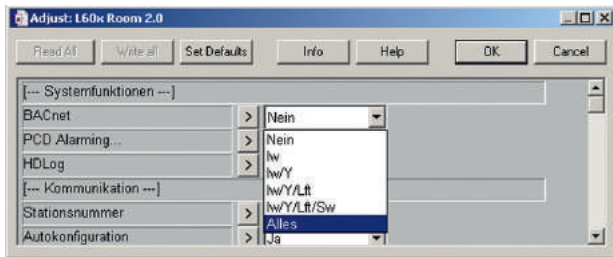 Adjust: L60x Room 2.0
Read All Write all Set Defaults Info Help OK Cancel
[--- Systemfunktionen ---]
BACnet > Nein
PCD Alarming... > Nein
HDLog > Iw
Iw/Y
[--- Kommunikation ---] Iw/Y/Lft
Stationsnummer > Iw/Y/Lft/Sw
Alles
Autokonfiguration > Ja